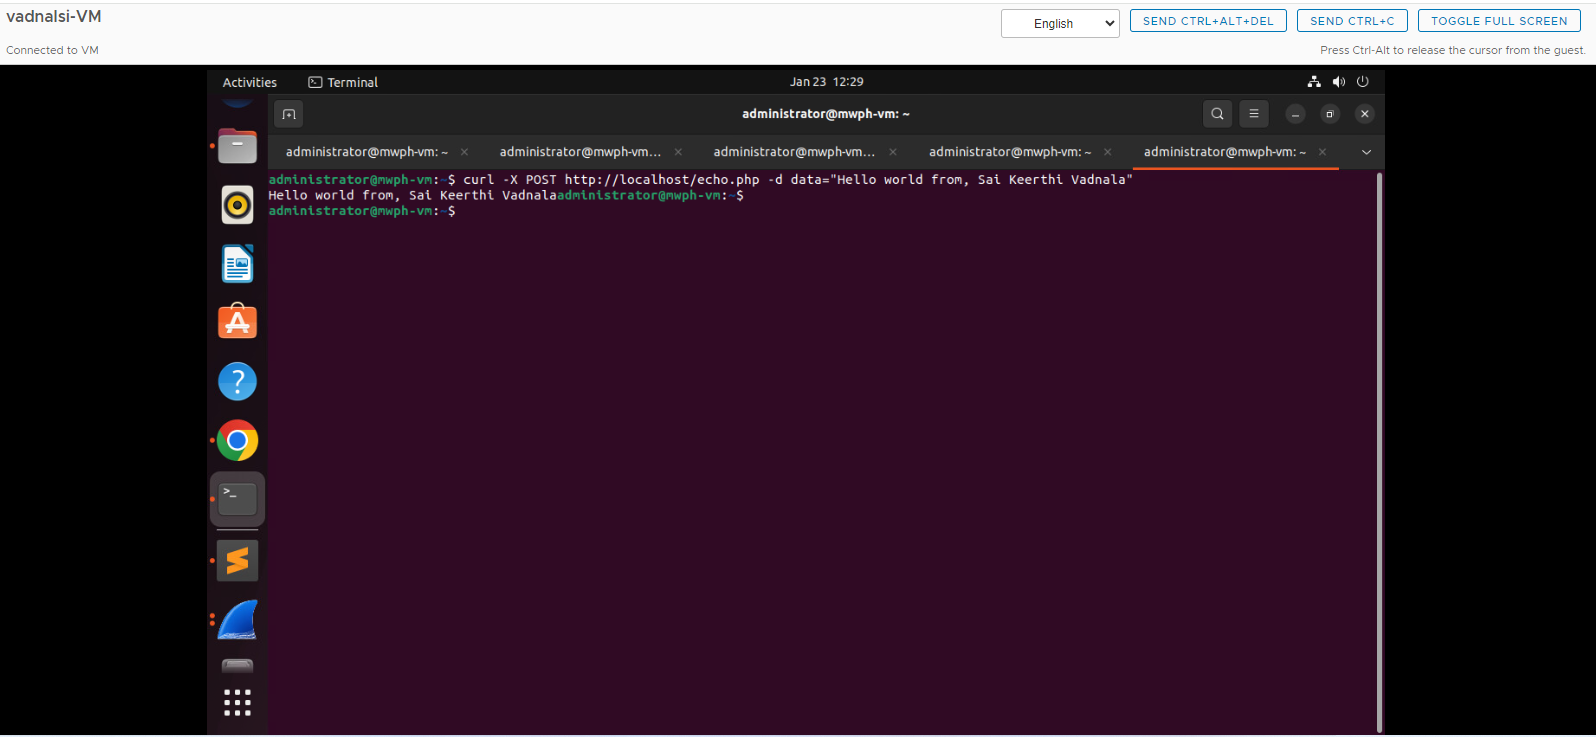 vadnalsi-VM
English
SEND CTRL+ALT+DEL
SEND CTRL+C
TOGGLE FULL SCREEN
Connected to VM
Press Ctrl-Alt to release the cursor from the guest.
Activities
Terminal
Jan 23 12:29
administrator@mwph-vm: ~
administrator@mwph-vm: ~
administrator@mwph-vm...
administrator@mwph-vm...
administrator@mwph-vm: ~
administrator@mwph-vm: ~
administrator@mwph-vm:~$ curl -X POST http://localhost/echo.php -d data="Hello world from, Sai Keerthi Vadnala"
Hello world from, Sai Keerthi Vadnalaadministrator@mwph-vm:~$
administrator@mwph-vm:~$